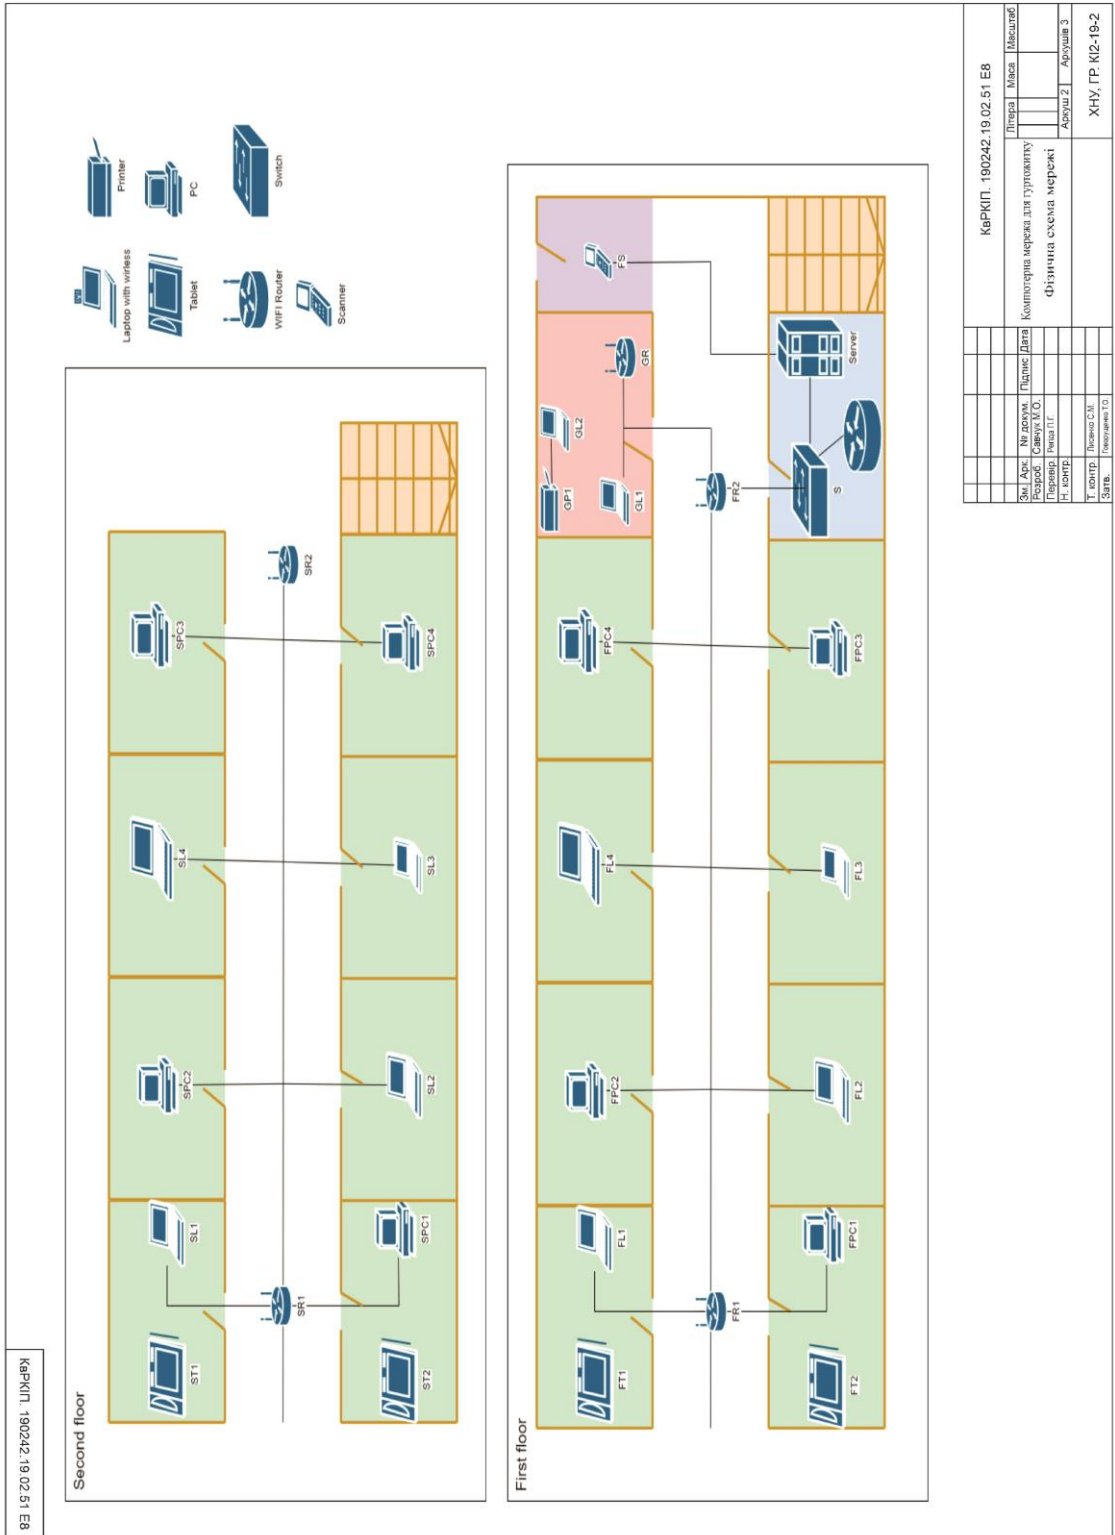 КвРКІП. 190242.19.02.51 Е8
Second floor
ST1
SL1
SPC2
SL4
SPC3
SR1
SR2
ST2
SPC1
SL2
SL3
SPC4
Laptop with wirless
Printer
Tablet
PC
WIFI Router
Switch
Scanner
First floor
FT1
FL1
FPC2
FL4
FPC4
GP1
GL2
GL1
GR
FS
FR1
FR2
FT2
FPC1
FL2
FL3
FPC3
S
Server
КвРКІП. 190242.19.02.51 Е8
Зм.
Арк.
№ докум.
Підпис
Дата
Розроб.
Савчук М.О.
Перевір.
Регіда П.Г.
Н. контр.
Т. контр.
Лисенко С.М.
Затв.
Говорущенко Т.О.
Комп'ютерна мережа для гуртожитку
Фізична схема мережі
Літера
Маса
Масштаб
Аркуш 2
Аркушів 3
ХНУ, ГР. КІ2-19-2